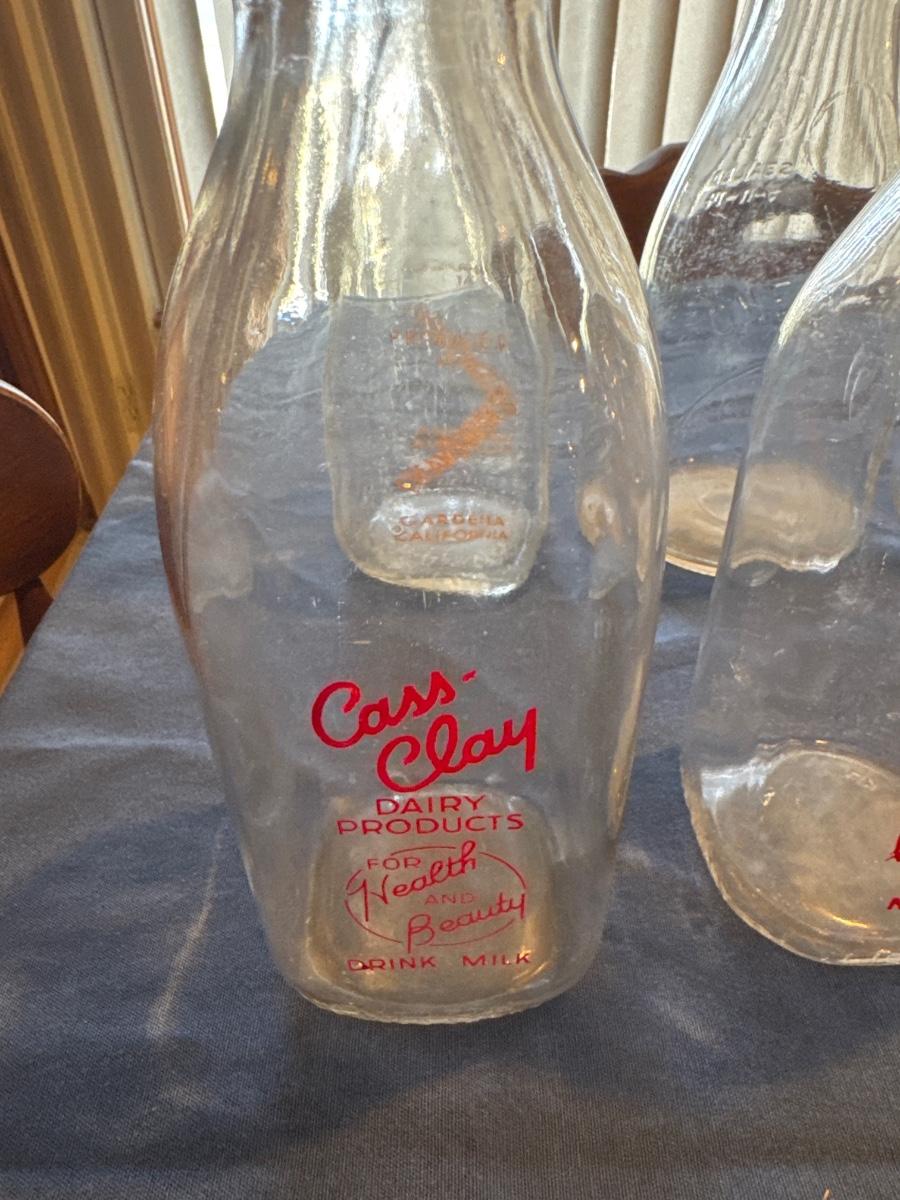 Cass-
Clay
DAIRY
PRODUCTS
FOR
Health
AND
Beauty
DRINK MILK
GARDENA
CALIFORNIA